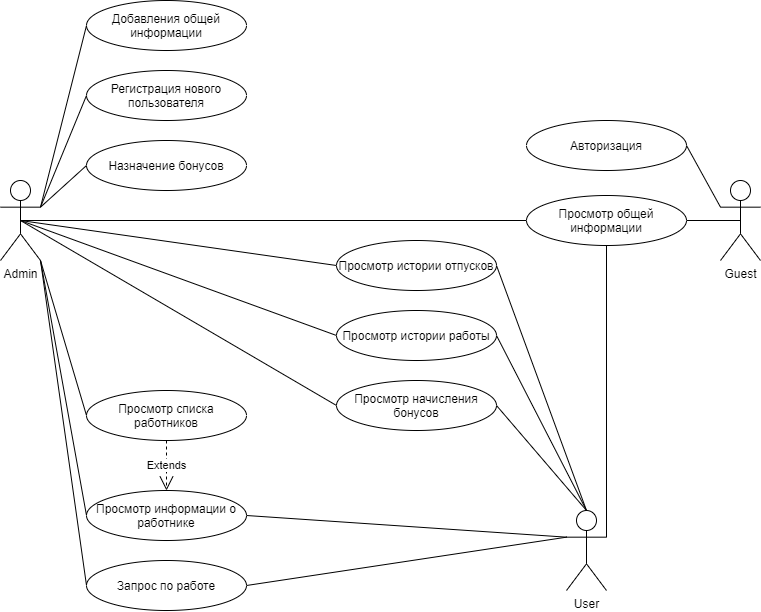 Добавления общей
информации
Регистрация нового
пользователя
Назначение бонусов
Авторизация
Просмотр общей
информации
Admin
Guest
Просмотр истории отпусков
Просмотр истории работы
Просмотр начисления
бонусов
Просмотр списка
работников
Extends
Просмотр информации о
работнике
Запрос по работе
User